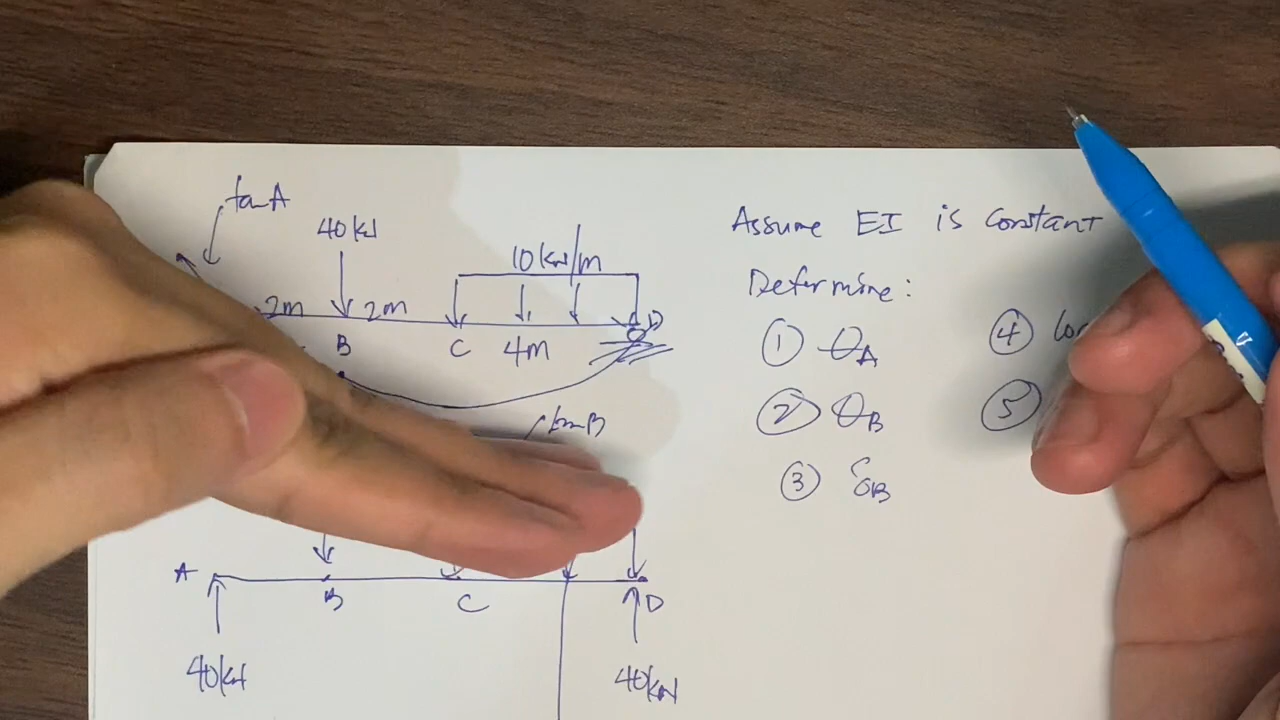 tan A
40 kN
10 kN/m
2m 2m D
B C 4m
tan B
A B C D
40 kN 40 kN
Assume EI is constant
Determine:
① θA ④
② θB ⑤
③ δB